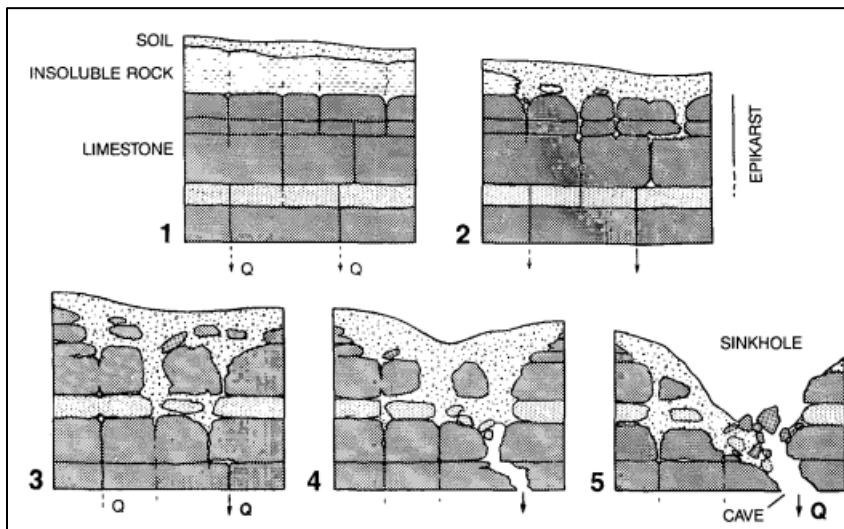 SOIL
INSOLUBLE ROCK
LIMESTONE
EPIKARST
1
2
Q
Q
SINKHOLE
3
4
5
Q
Q
CAVE
Q